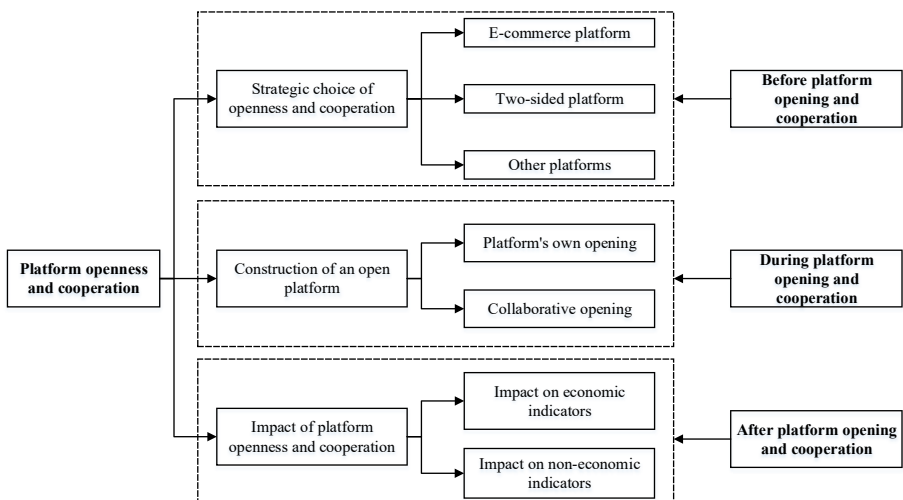 Platform openness
and cooperation
Strategic choice of
openness and cooperation
E-commerce platform
Two-sided platform
Other platforms
Before platform
opening and
cooperation
Construction of an open
platform
Platform's own opening
Collaborative opening
During platform
opening and
cooperation
Impact of platform
openness and cooperation
Impact on economic
indicators
Impact on non-economic
indicators
After platform opening
and cooperation